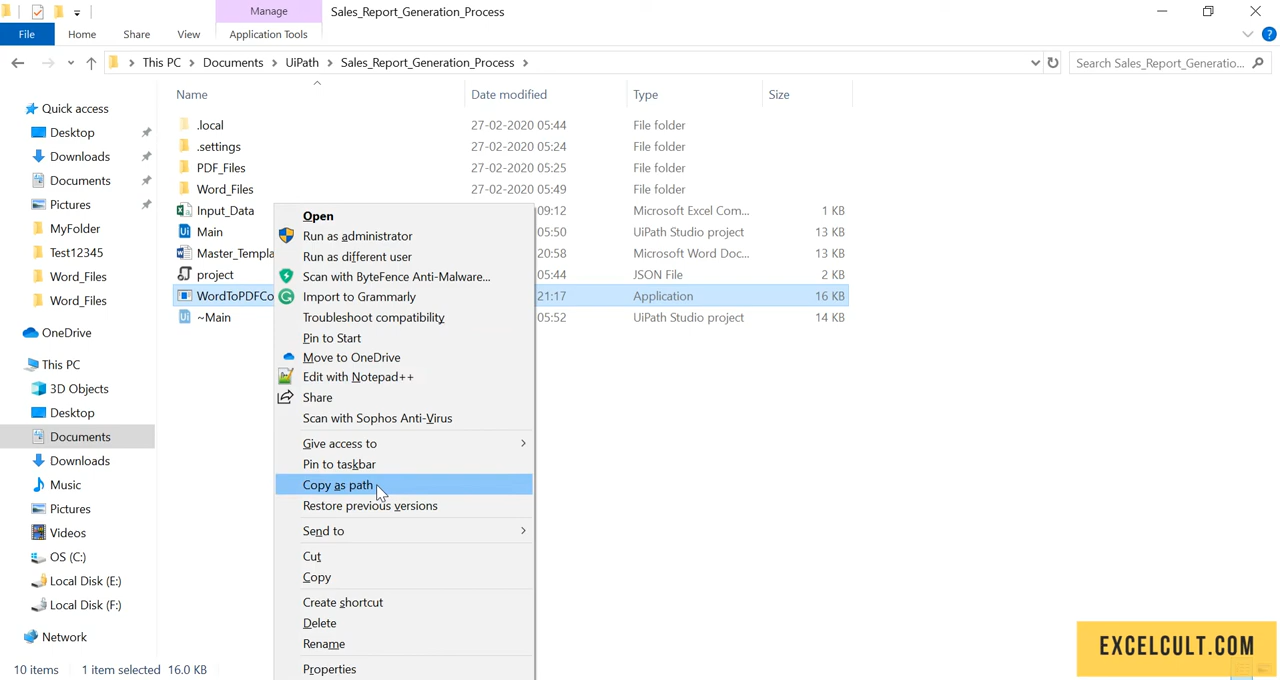 Manage
Sales_Report_Generation_Process
File
Home
Share
View
Application Tools
?
This PC
Documents
UiPath
Sales_Report_Generation_Process
Search Sales_Report_Generatio...
Name
Date modified
Type
Size
Quick access
Desktop
Downloads
Documents
Pictures
MyFolder
Test12345
Word_Files
Word_Files
OneDrive
This PC
3D Objects
Desktop
Documents
Downloads
Music
Pictures
Videos
OS (C:)
Local Disk (E:)
Local Disk (F:)
Network
.local 27-02-2020 05:44 File folder
.settings 27-02-2020 05:24 File folder
PDF_Files 27-02-2020 05:25 File folder
Word_Files 27-02-2020 05:49 File folder
Input_Data 09:12 Microsoft Excel Com... 1 KB
Main 05:50 UiPath Studio project 13 KB
Master_Templa 20:58 Microsoft Word Doc... 13 KB
project 05:44 JSON File 2 KB
WordToPDFCo 21:17 Application 16 KB
~Main 05:52 UiPath Studio project 14 KB
Open
Run as administrator
Run as different user
Scan with ByteFence Anti-Malware...
Import to Grammarly
Troubleshoot compatibility
Pin to Start
Move to OneDrive
Edit with Notepad++
Share
Scan with Sophos Anti-Virus
Give access to
Pin to taskbar
Copy as path
Restore previous versions
Send to
Cut
Copy
Create shortcut
Delete
Rename
Properties
10 items 1 item selected 16.0 KB
EXCELCULT.COM